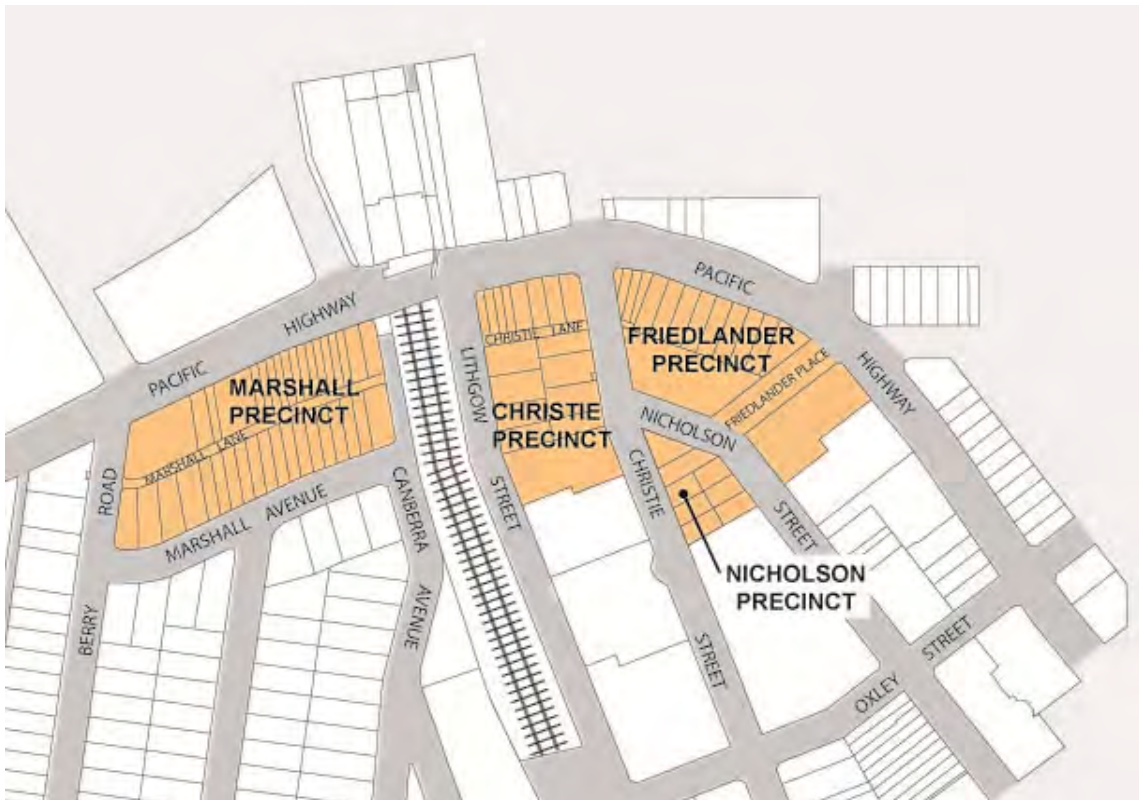 PACIFIC
HIGHWAY
PACIFIC
HIGHWAY
MARSHALL
PRECINCT
MARSHALL LANE
MARSHALL AVENUE
BERRY
ROAD
CANBERRA
AVENUE
LITHGOW
STREET
CHRISTIE LANE
CHRISTIE
PRECINCT
CHRISTIE
STREET
FRIEDLANDER
PRECINCT
FRIEDLANDER PLACE
NICHOLSON
STREET
NICHOLSON
PRECINCT
OXLEY
STREET